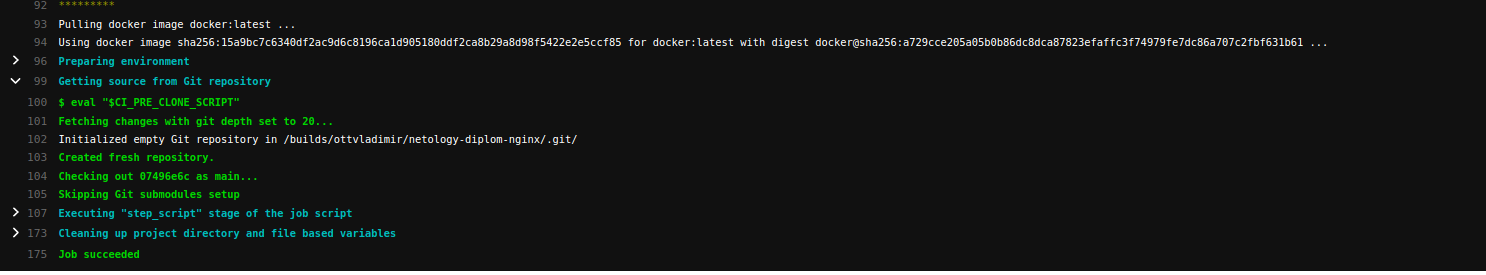 92 *********
93 Pulling docker image docker:latest ...
94 Using docker image sha256:15a9bc7c6340df2ac9d6c8196ca1d905180ddf2ca8b29a8d98f5422e2e5ccf85 for docker:latest with digest docker@sha256:a729cce205a05b0b86dc8dca87823efaffc3f74979fe7dc86a707c2fbf631b61 ...
96 Preparing environment
99 Getting source from Git repository
100 $ eval "$CI_PRE_CLONE_SCRIPT"
101 Fetching changes with git depth set to 20...
102 Initialized empty Git repository in /builds/ottvladimir/netology-diplom-nginx/.git/
103 Created fresh repository.
104 Checking out 07496e6c as main...
105 Skipping Git submodules setup
107 Executing "step_script" stage of the job script
173 Cleaning up project directory and file based variables
175 Job succeeded